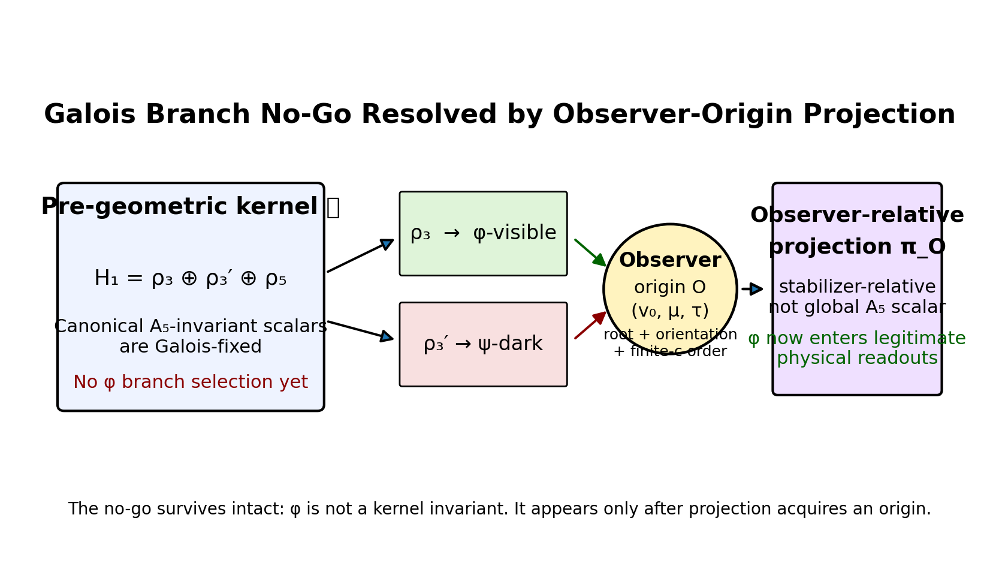 Galois Branch No-Go Resolved by Observer-Origin Projection
Pre-geometric kernel
H₁ = ρ₃ ⊕ ρ₃′ ⊕ ρ₅
Canonical A₅-invariant scalars
are Galois-fixed
No φ branch selection yet
ρ₃ → φ-visible
ρ₃′ → ψ-dark
Observer
origin O
(v₀, μ, τ)
root + orientation
+ finite-c order
Observer-relative
projection π_O
stabilizer-relative
not global A₅ scalar
φ now enters legitimate
physical readouts
The no-go survives intact: φ is not a kernel invariant. It appears only after projection acquires an origin.